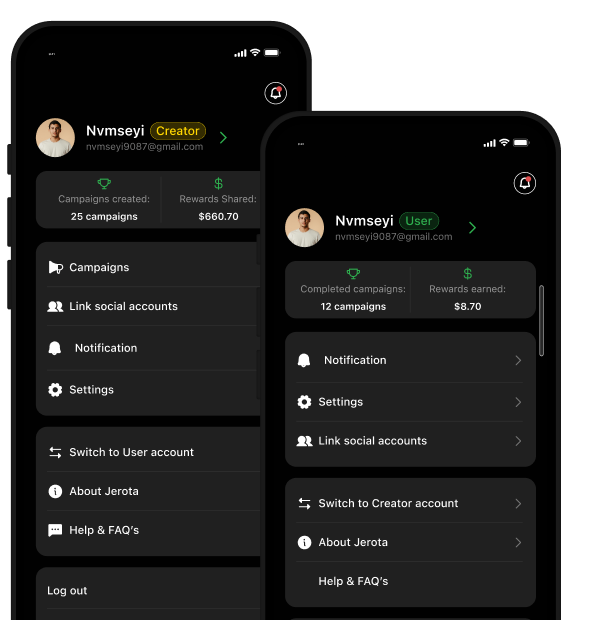 Nvmseyi Creator
nvmseyi9087@gmail.com
Campaigns created:
25 campaigns
Rewards Shared:
$660.70
Campaigns
Link social accounts
Notification
Settings
Switch to User account
About Jerota
Help & FAQ's
Log out
Nvmseyi User
nvmseyi9087@gmail.com
Completed campaigns:
12 campaigns
Rewards earned:
$8.70
Notification
Settings
Link social accounts
Switch to Creator account
About Jerota
Help & FAQ's